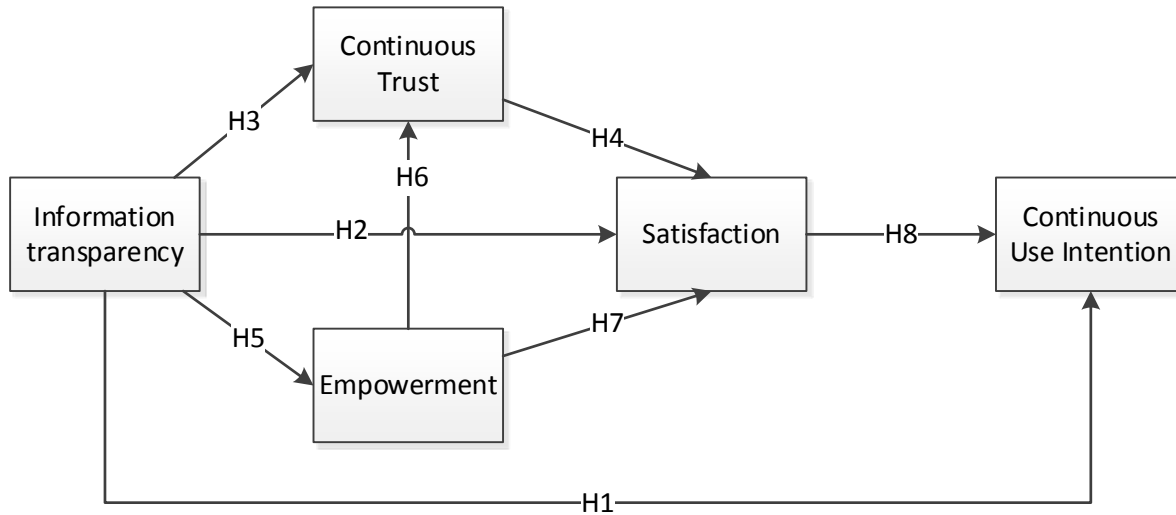 Continuous
Trust
H3
H4
H6
Information
transparency
H2
Satisfaction
H8
Continuous
Use Intention
H5
H7
Empowerment
H1